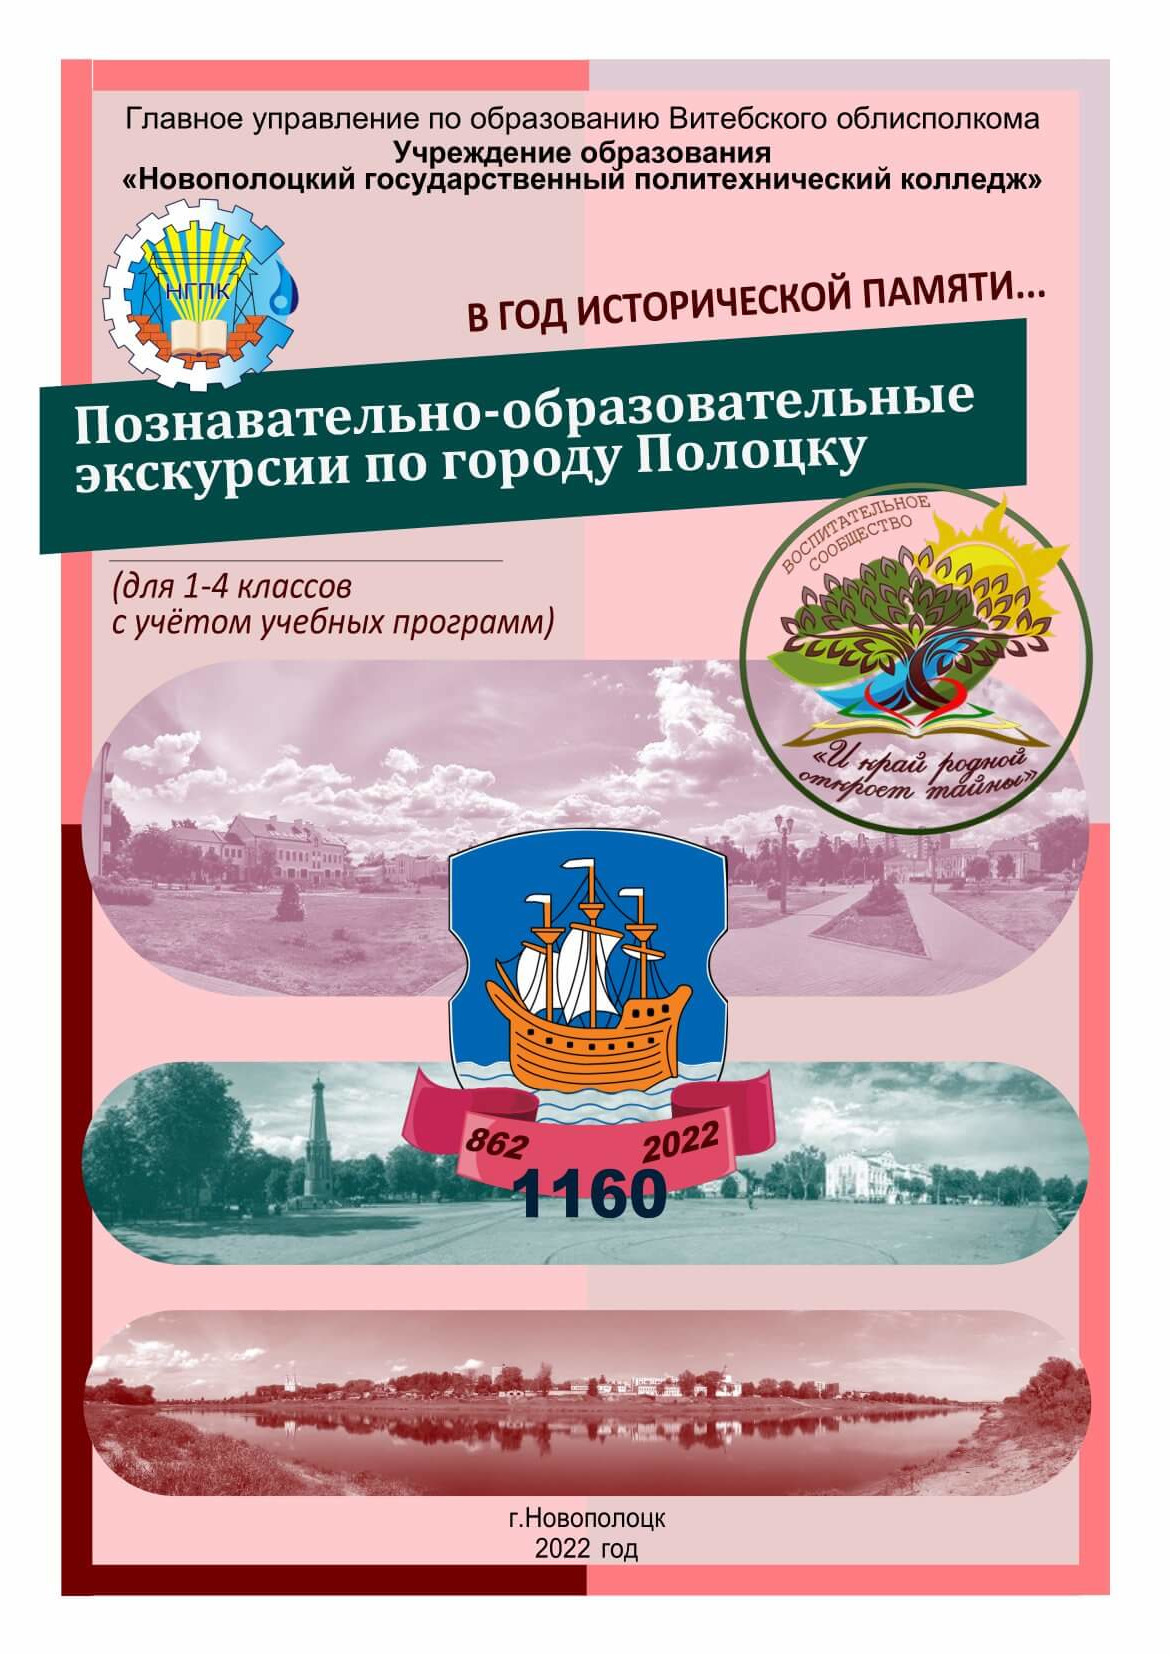 Главное управление по образованию Витебского облисполкома
Учреждение образования
«Новополоцкий государственный политехнический колледж»
НГПК
В ГОД ИСТОРИЧЕСКОЙ ПАМЯТИ...
Познавательно-образовательные
экскурсии по городу Полоцку
(для 1-4 классов
с учётом учебных программ)
ВОСПИТАТЕЛЬНОЕ
СООБЩЕСТВО
«И край родной
откроет тайны»
862
2022
1160
г.Новополоцк
2022 год